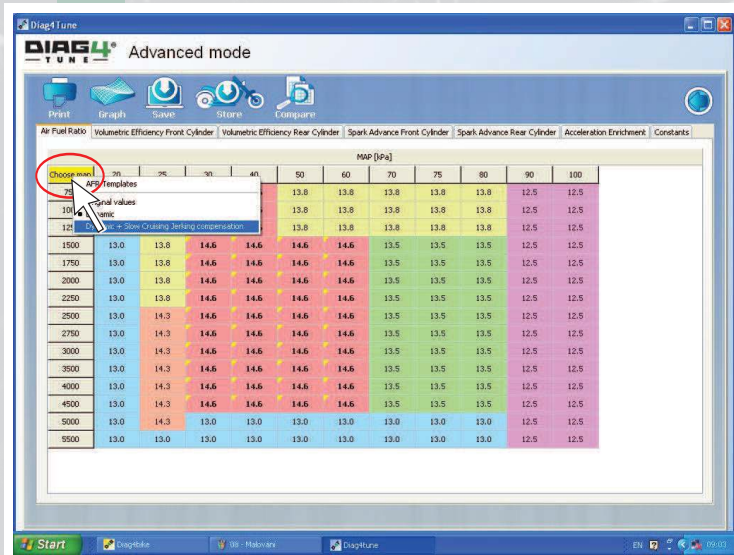 Diag4Tune
DIAG4® Advanced mode
TUNE
Print Graph Save Store Compare
Air Fuel Ratio Volumetric Efficiency Front Cylinder Volumetric Efficiency Rear Cylinder Spark Advance Front Cylinder Spark Advance Rear Cylinder Acceleration Enrichment Constants
MAP [kPa]
Choose map 20 25 30 40 50 60 70 75 80 90 100
AFR Templates
13.8 13.8 13.8 13.8 13.8 12.5 12.5
13.8 13.8 13.8 13.8 13.8 12.5 12.5
+ Slow Cruising Jerking compensation 13.8 13.8 13.8 13.8 13.8 12.5 12.5
1500 13.0 13.8 14.6 14.6 14.6 14.6 13.5 13.5 13.5 12.5 12.5
1750 13.0 13.8 14.6 14.6 14.6 14.6 13.5 13.5 13.5 12.5 12.5
2000 13.0 13.8 14.6 14.6 14.6 14.6 13.5 13.5 13.5 12.5 12.5
2250 13.0 13.8 14.6 14.6 14.6 14.6 13.5 13.5 13.5 12.5 12.5
2500 13.0 14.3 14.6 14.6 14.6 14.6 13.5 13.5 13.5 12.5 12.5
2750 13.0 14.3 14.6 14.6 14.6 14.6 13.5 13.5 13.5 12.5 12.5
3000 13.0 14.3 14.6 14.6 14.6 14.6 13.5 13.5 13.5 12.5 12.5
3500 13.0 14.3 14.6 14.6 14.6 14.6 13.5 13.5 13.5 12.5 12.5
4000 13.0 14.3 14.6 14.6 14.6 14.6 13.5 13.5 13.5 12.5 12.5
4500 13.0 14.3 14.6 14.6 14.6 14.6 13.5 13.5 13.5 12.5 12.5
5000 13.0 14.3 13.0 13.0 13.0 13.0 13.0 13.0 13.0 12.5 12.5
5500 13.0 13.0 13.0 13.0 13.0 13.0 13.0 13.0 13.0 12.5 12.5
Start Diag4bike 08 - Malovani Diag4tune EN 09:03